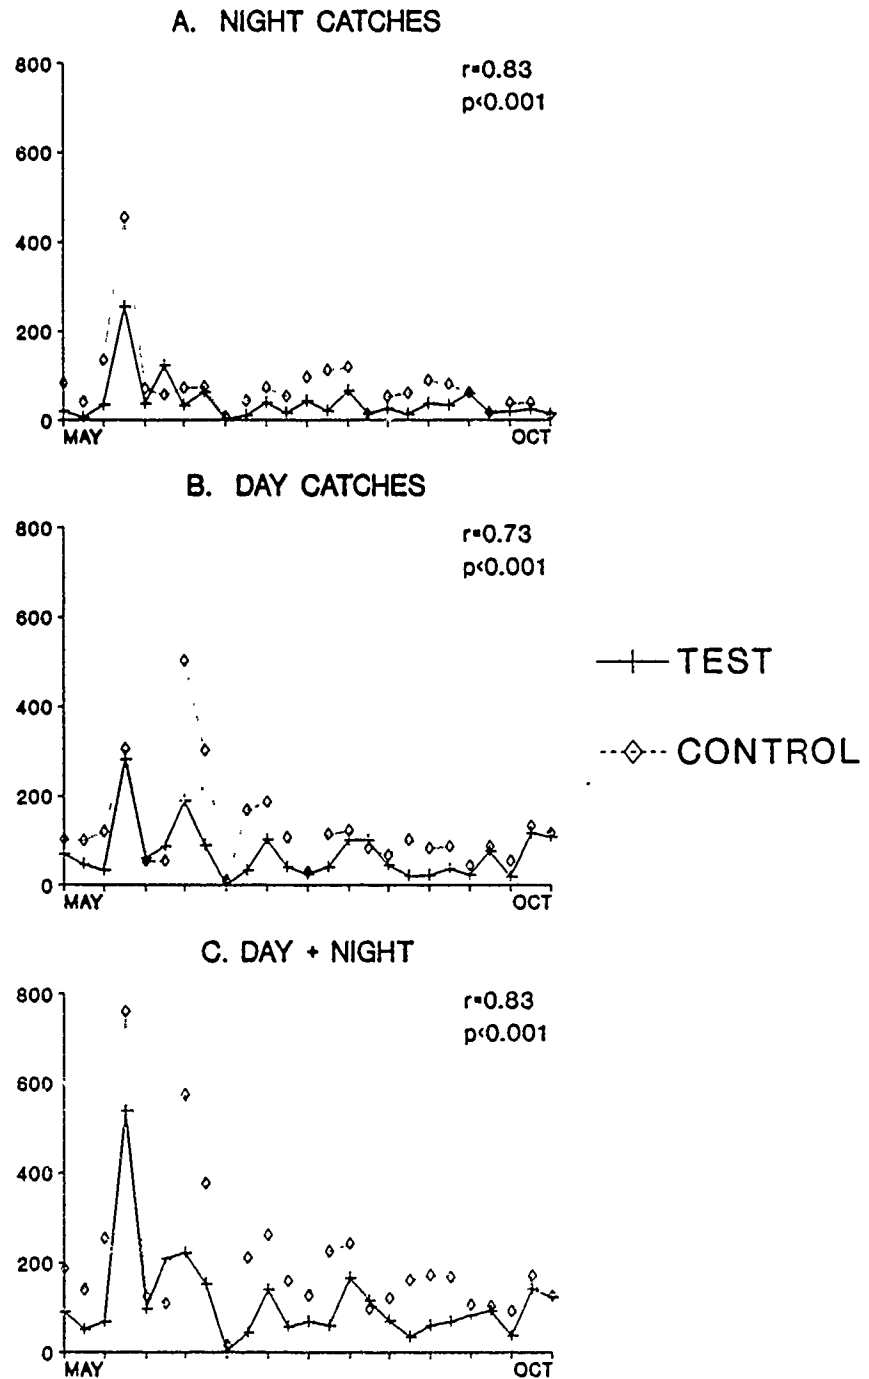 A. NIGHT CATCHES
800
r=0.83
p<0.001
600
400
200
0
MAY OCT
B. DAY CATCHES
800
r=0.73
p<0.001
600
400
200
0
MAY OCT
TEST
CONTROL
C. DAY + NIGHT
800
r=0.83
p<0.001
600
400
200
0
MAY OCT